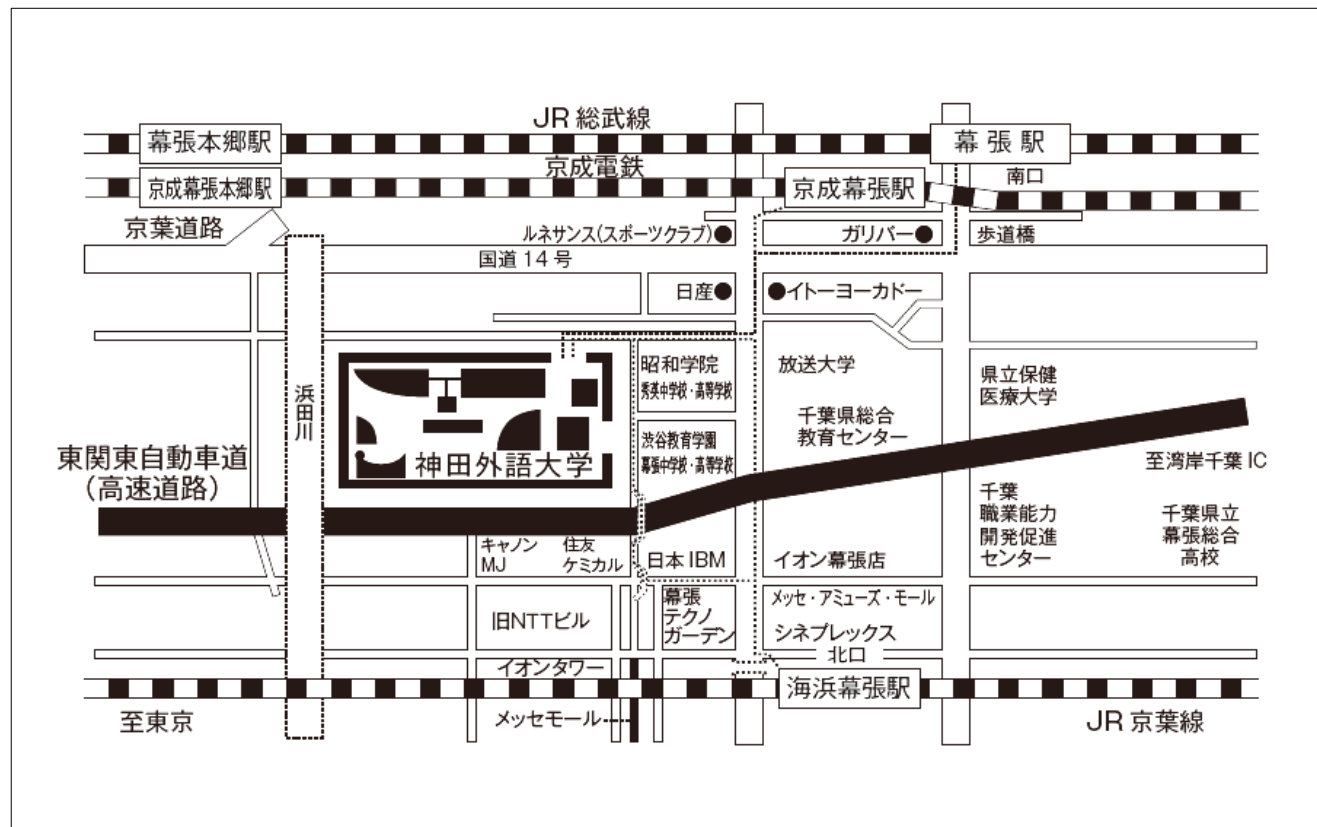 JR 総武線
幕張本郷駅
幕張駅
京成電鉄
京成幕張本郷駅
京成幕張駅
南口
京葉道路
ルネサンス(スポーツクラブ)
ガリバー
歩道橋
国道14号
日産
イトーヨーカドー
昭和学院
秀英中学校・高等学校
放送大学
県立保健
医療大学
浜田川
千葉県総合
教育センター
渋谷教育学園
幕張中学校・高等学校
神田外語大学
東関東自動車道
(高速道路)
至湾岸千葉IC
千葉
職業能力
開発促進
センター
千葉県立
幕張総合
高校
キャノン
MJ
住友
ケミカル
日本IBM
イオン幕張店
幕張
テクノ
ガーデン
メッセ・アミューズ・モール
旧NTTビル
シネプレックス
北口
イオンタワー
海浜幕張駅
至東京
メッセモール
JR 京葉線